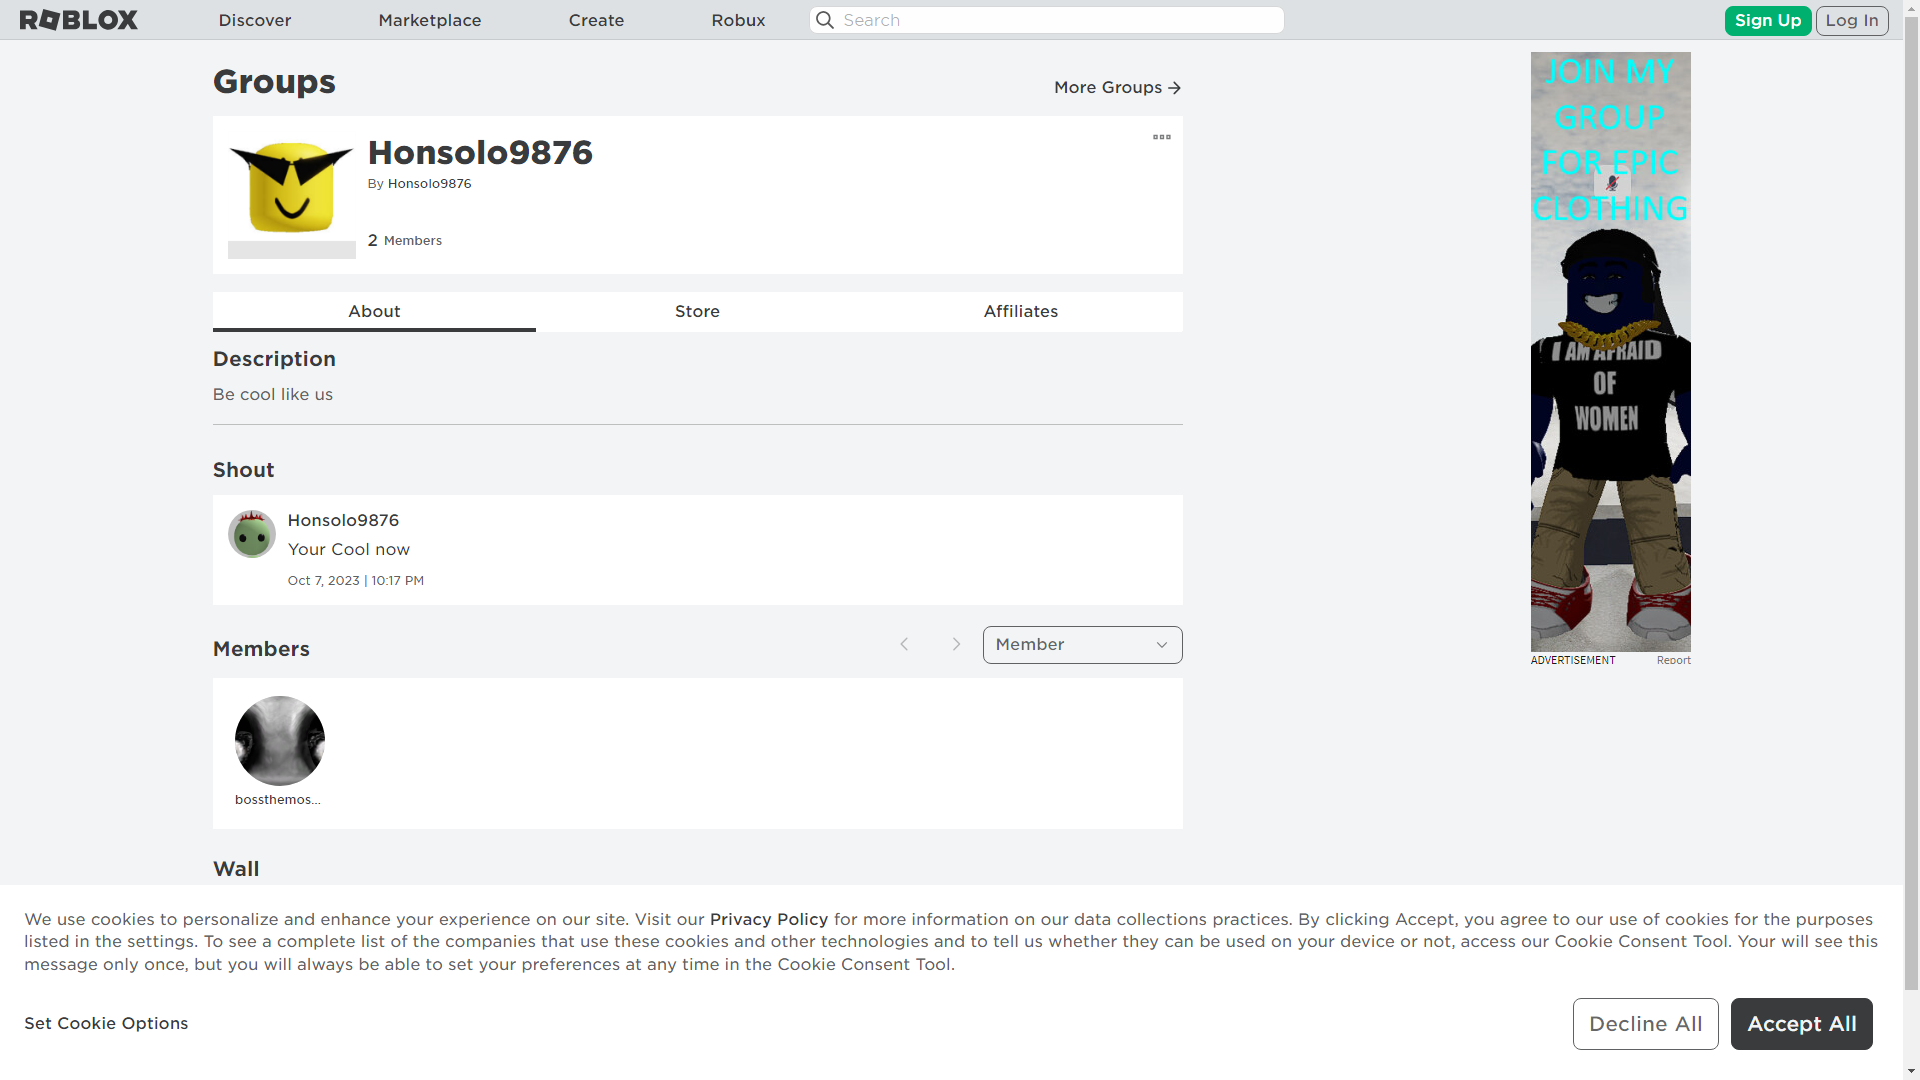 ROBLOX
Discover
Marketplace
Create
Robux
Search
Sign Up
Log In
Groups
More Groups
Honsolo9876
By Honsolo9876
2 Members
About
Store
Affiliates
Description
Be cool like us
Shout
Honsolo9876
Your Cool now
Oct 7, 2023 | 10:17 PM
Members
Member
bossthemos...
Wall
JOIN MY
GROUP
FOR EPIC
CLOTHING
I AM AFRAID
OF
WOMEN
ADVERTISEMENT
Report
We use cookies to personalize and enhance your experience on our site. Visit our Privacy Policy for more information on our data collections practices. By clicking Accept, you agree to our use of cookies for the purposes
listed in the settings. To see a complete list of the companies that use these cookies and other technologies and to tell us whether they can be used on your device or not, access our Cookie Consent Tool. Your will see this
message only once, but you will always be able to set your preferences at any time in the Cookie Consent Tool.
Set Cookie Options
Decline All
Accept All